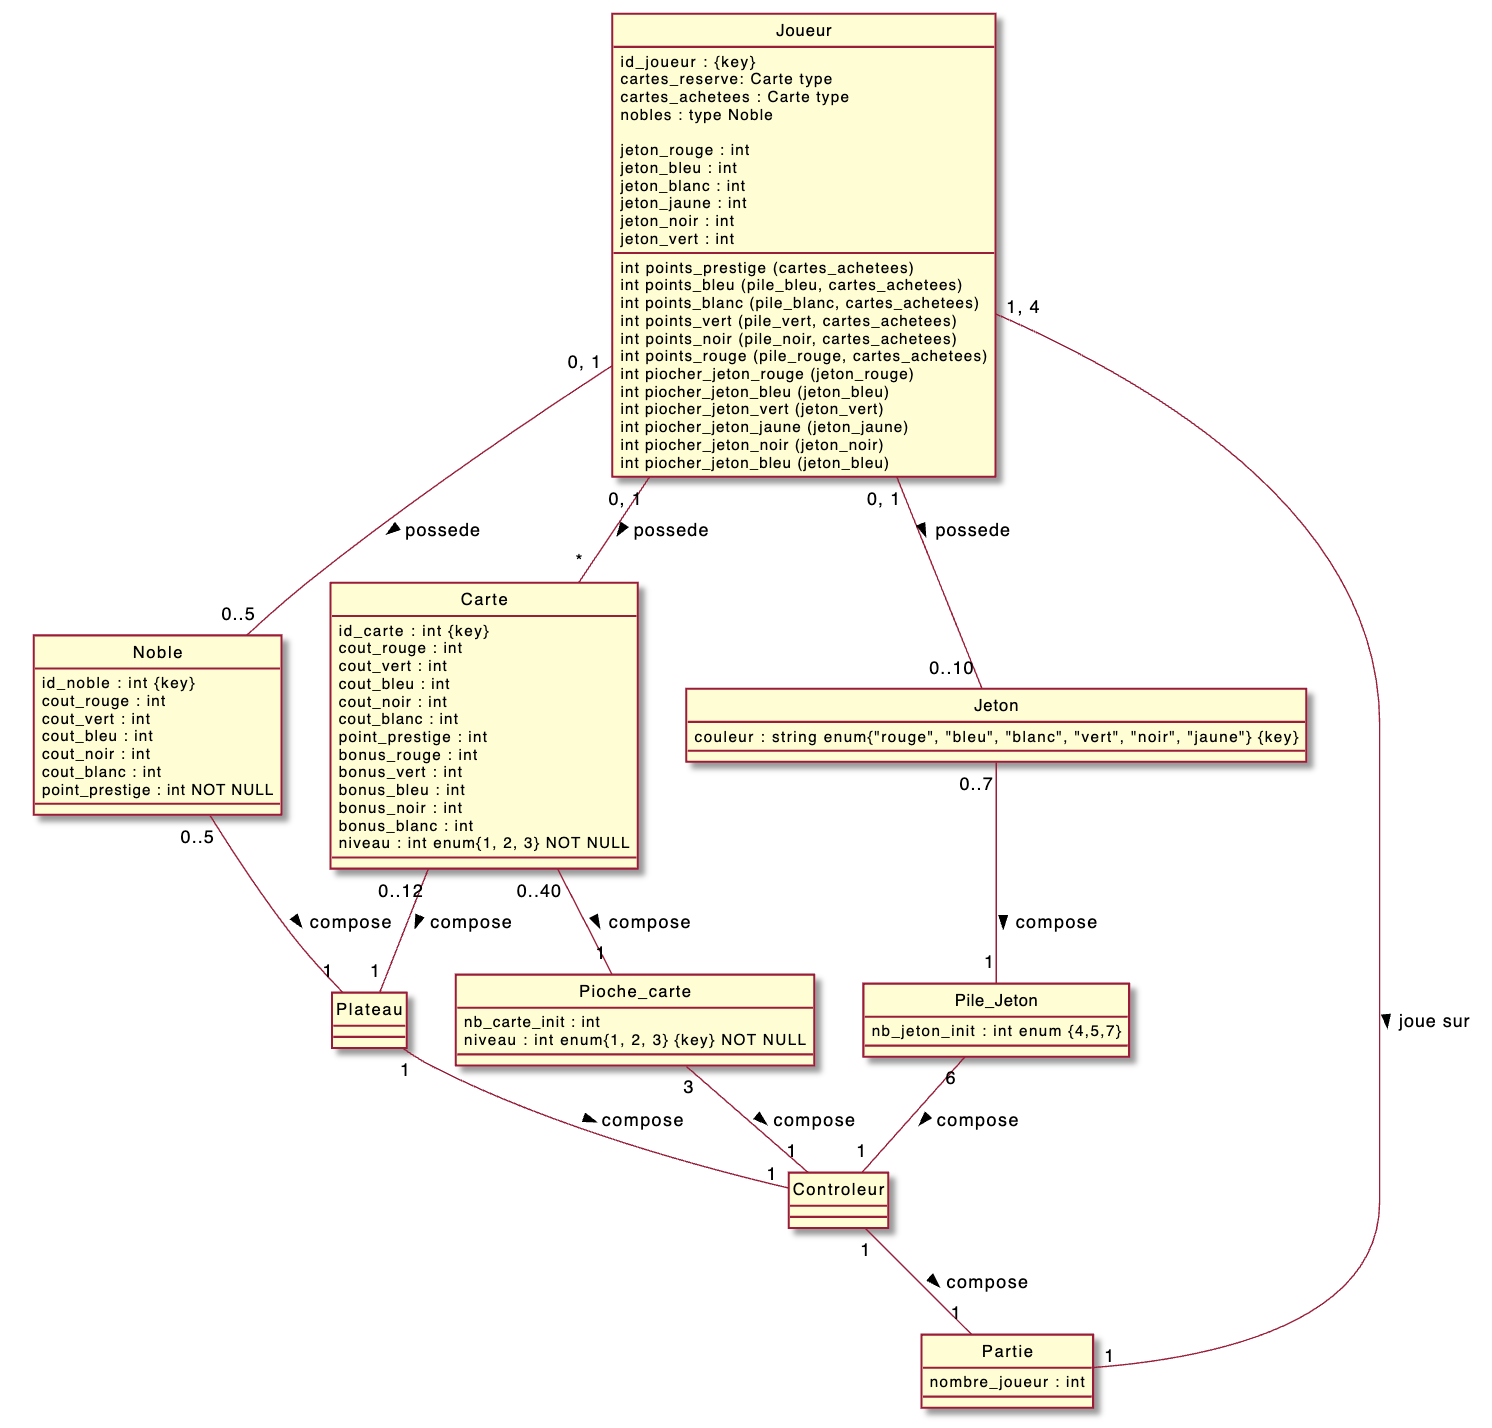 Joueur
id_joueur : {key}
cartes_reserve: Carte type
cartes_achetees : Carte type
nobles : type Noble
jeton_rouge : int
jeton_bleu : int
jeton_blanc : int
jeton_jaune : int
jeton_noir : int
jeton_vert : int
int points_prestige (cartes_achetees)
int points_bleu (pile_bleu, cartes_achetees)
int points_blanc (pile_blanc, cartes_achetees)
int points_vert (pile_vert, cartes_achetees)
int points_noir (pile_noir, cartes_achetees)
int points_rouge (pile_rouge, cartes_achetees)
int piocher_jeton_rouge (jeton_rouge)
int piocher_jeton_bleu (jeton_bleu)
int piocher_jeton_vert (jeton_vert)
int piocher_jeton_jaune (jeton_jaune)
int piocher_jeton_noir (jeton_noir)
int piocher_jeton_bleu (jeton_bleu)
1, 4
0, 1
0, 1
0, 1
possede
possede
possede
*
0..5
0..10
Noble
id_noble : int {key}
cout_rouge : int
cout_vert : int
cout_bleu : int
cout_noir : int
cout_blanc : int
point_prestige : int NOT NULL
Carte
id_carte : int {key}
cout_rouge : int
cout_vert : int
cout_bleu : int
cout_noir : int
cout_blanc : int
point_prestige : int
bonus_rouge : int
bonus_vert : int
bonus_bleu : int
bonus_noir : int
bonus_blanc : int
niveau : int enum{1, 2, 3} NOT NULL
Jeton
couleur : string enum{"rouge", "bleu", "blanc", "vert", "noir", "jaune"} {key}
0..7
0..5
0..12
0..40
compose
compose
compose
compose
1
1
1
1
Plateau
Pioche_carte
nb_carte_init : int
niveau : int enum{1, 2, 3} {key} NOT NULL
Pile_Jeton
nb_jeton_init : int enum {4,5,7}
joue sur
1
3
6
compose
compose
compose
1
1
1
Controleur
1
compose
1
Partie
nombre_joueur : int
1